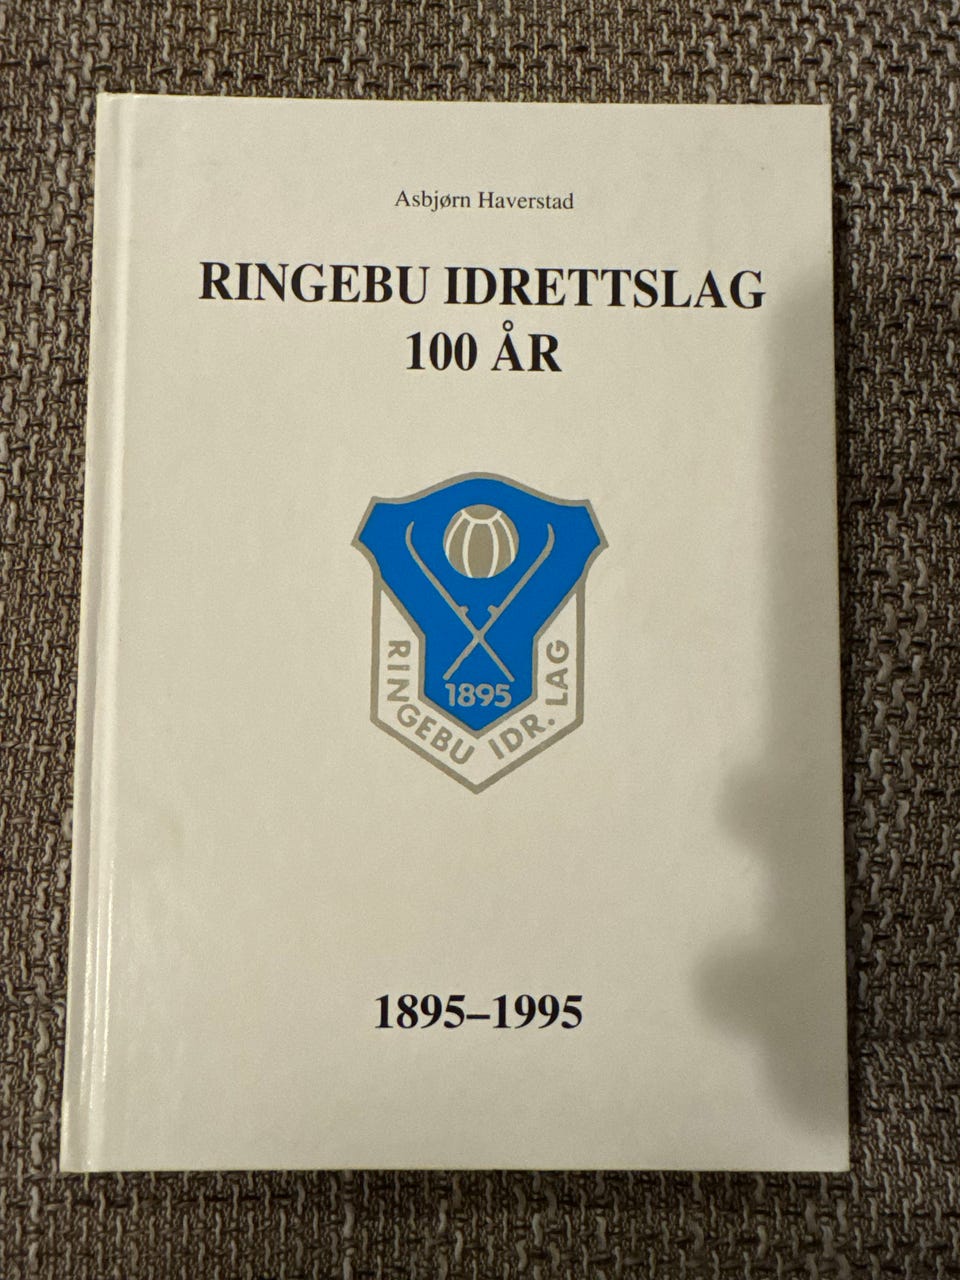 Asbjørn Haverstad
RINGEBU IDRETTSLAG
100 ÅR
1895
RINGEBU IDR. LAG
1895–1995